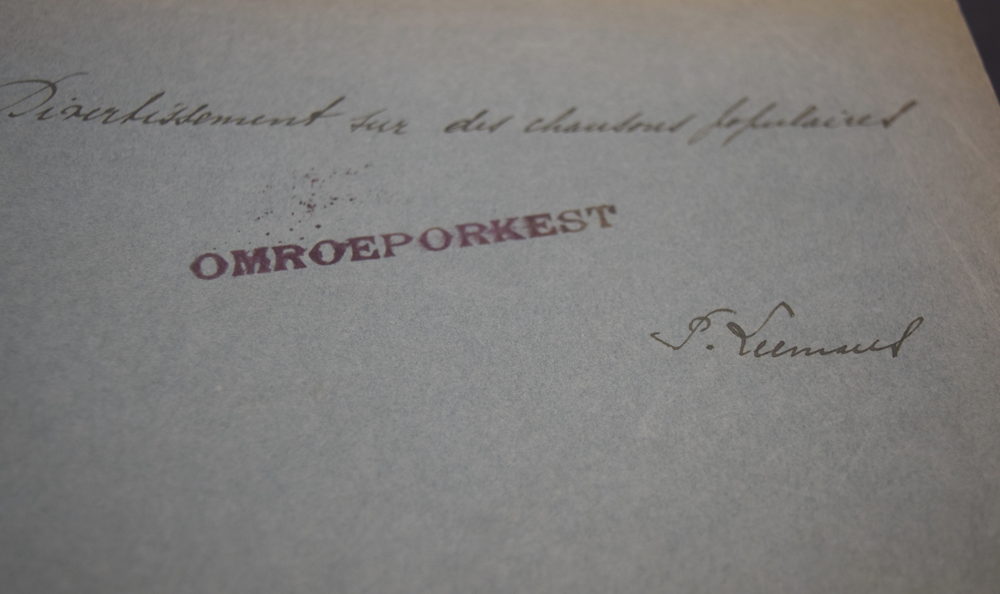 Divertissement sur des chansons populaires
OMROEPORKEST
P. Leemans